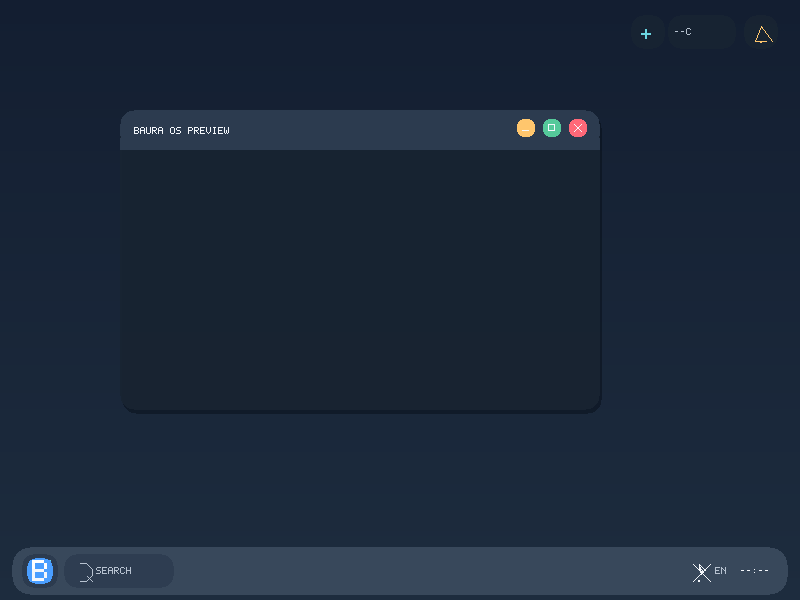 + --C
BAURA OS PREVIEW
B SEARCH EN --:--